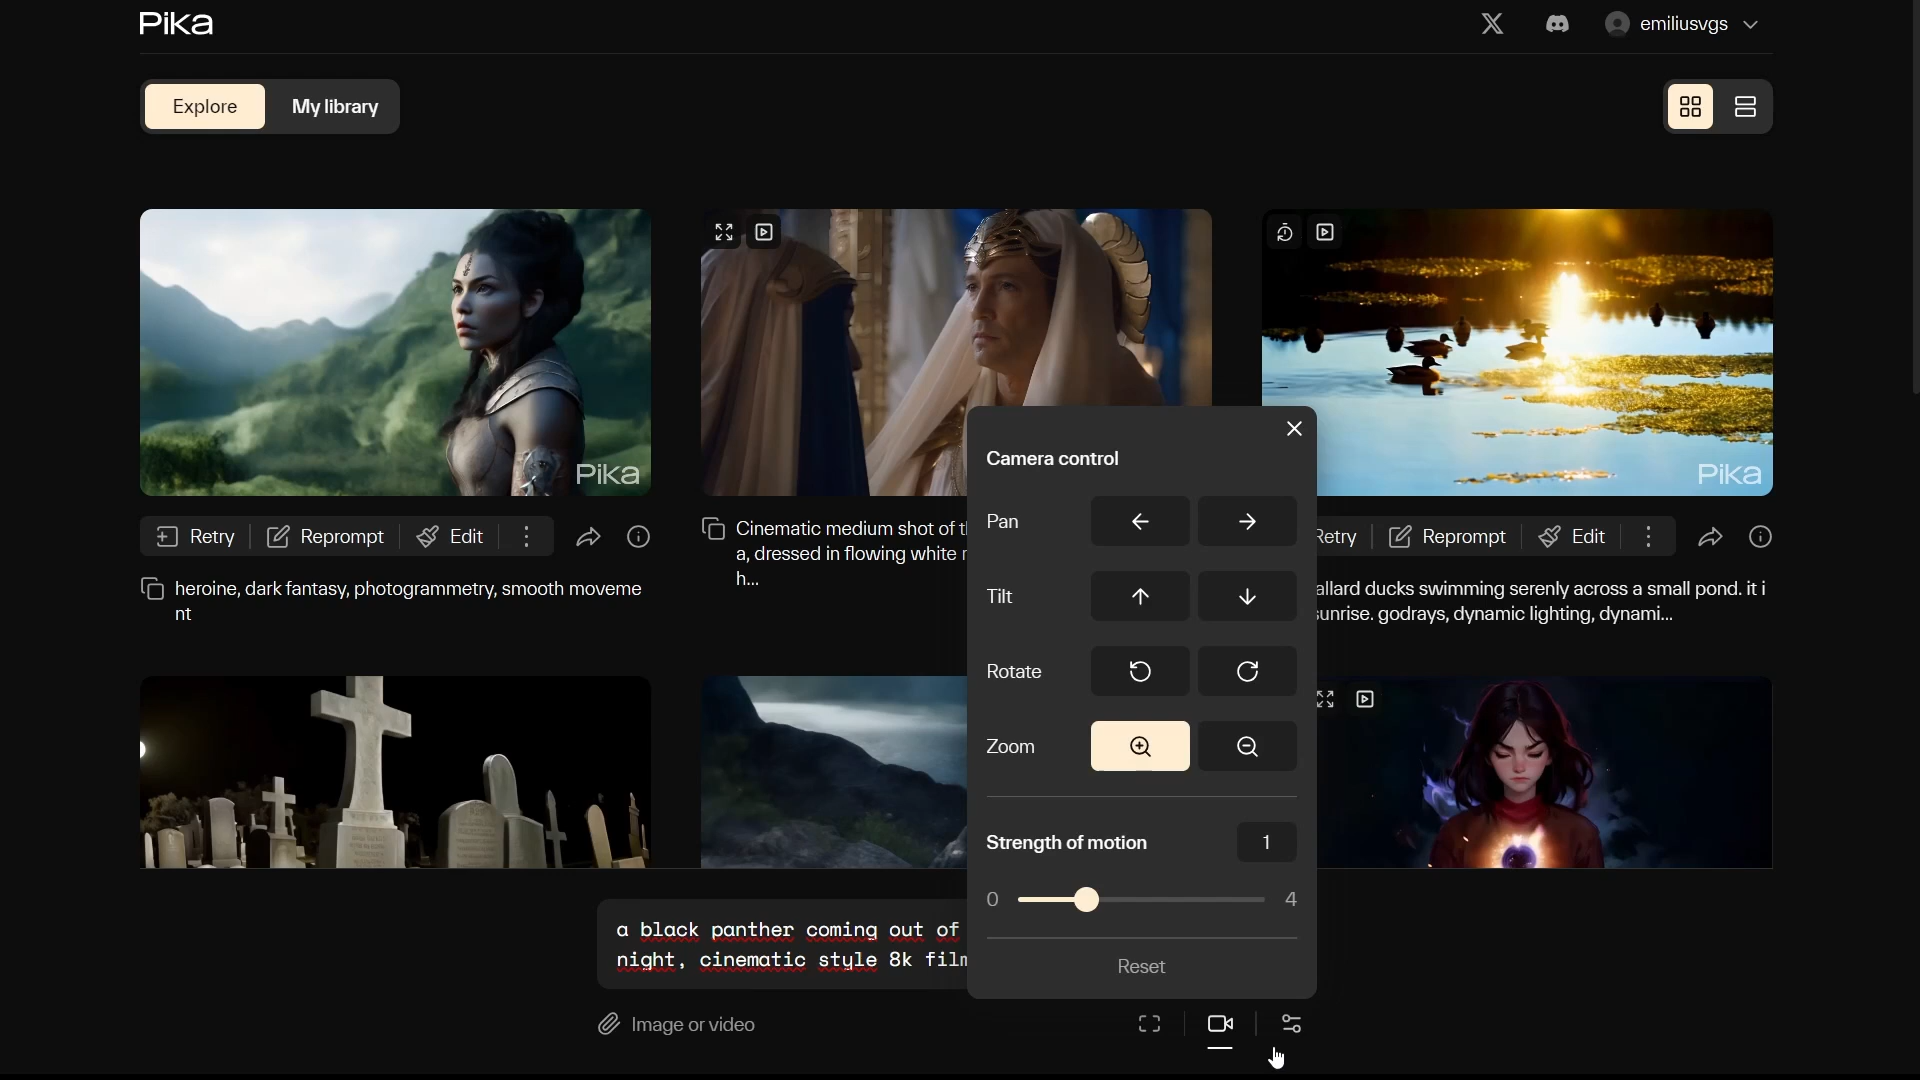 Pika
emiliusvgs
Explore
My library
Pika
Pika
Retry
Reprompt
Edit
heroine, dark fantasy, photogrammetry, smooth moveme
nt
Cinematic medium shot of
a, dressed in flowing white
h...
Retry
Reprompt
Edit
allard ducks swimming serenly across a small pond. it i
sunrise. godrays, dynamic lighting, dynami...
Camera control
Pan
Tilt
Rotate
Zoom
Strength of motion
1
0
4
Reset
a black panther coming out of
night, cinematic style 8k film
Image or video